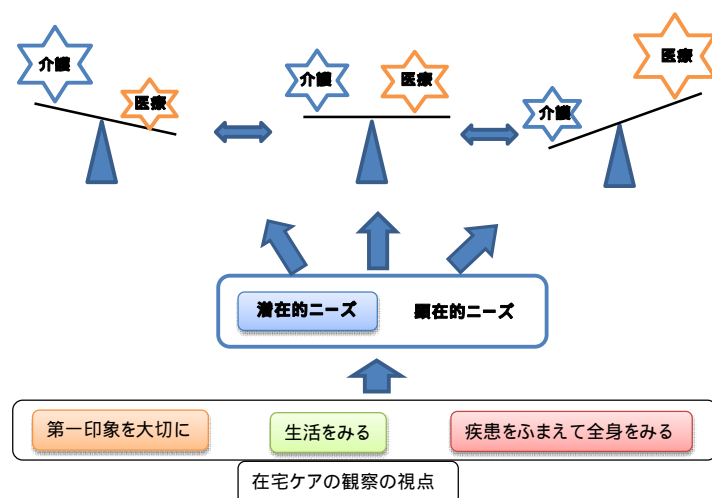 介護
医療
介護
医療
介護
医療
潜在的ニーズ
顕在的ニーズ
第一印象を大切に
生活をみる
疾患をふまえて全身をみる
在宅ケアの観察の視点